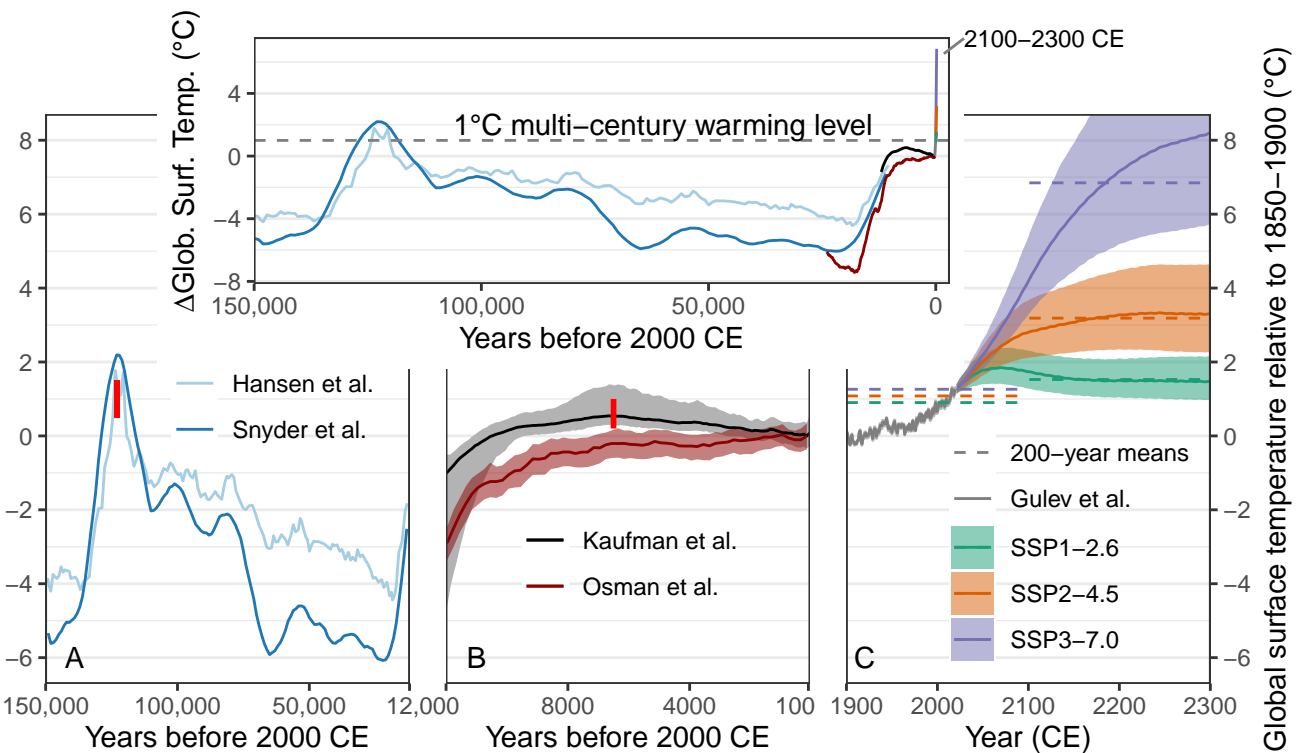 2100−2300 CE
ΔGlob. Surf. Temp. (°C)
4
0
−4
−8
1°C multi−century warming level
150,000
100,000
50,000
0
Years before 2000 CE
8
6
4
2
0
−2
−4
−6
Hansen et al.
Snyder et al.
A
150,000
100,000
50,000
12,000
Years before 2000 CE
Kaufman et al.
Osman et al.
B
8000
4000
100
Years before 2000 CE
200−year means
Gulev et al.
SSP1−2.6
SSP2−4.5
SSP3−7.0
C
1900
2000
2100
2200
2300
Year (CE)
8
6
4
2
0
−2
−4
−6
Global surface temperature relative to 1850−1900 (°C)